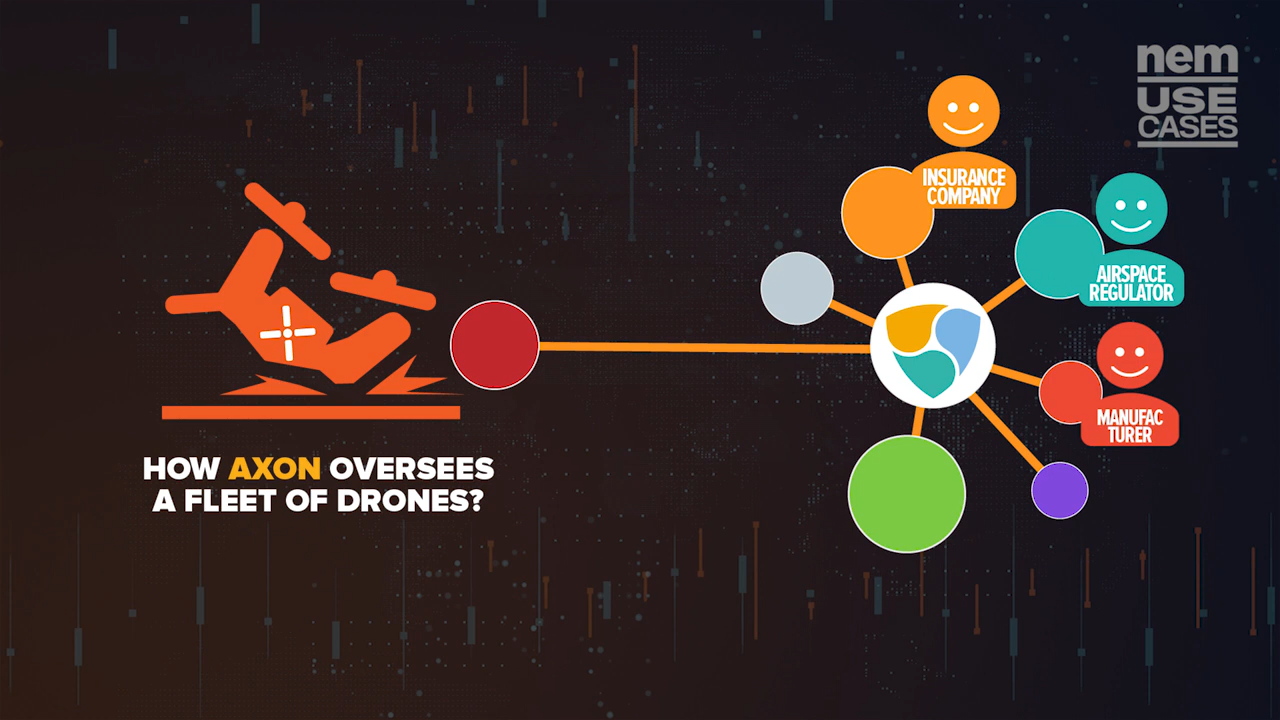 nem
USE
CASES
INSURANCE
COMPANY
AIRSPACE
REGULATOR
MANUFAC
TURER
HOW AXON OVERSEES
A FLEET OF DRONES?